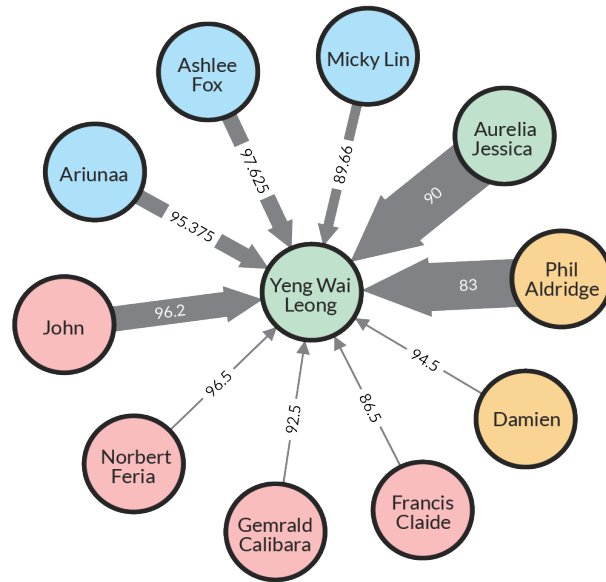 Micky Lin
Ashlee
Fox
Aurelia
Jessica
89.66
97.625
Ariunaa
90
95.375
Yeng Wai
Leong
Phil
Aldridge
83
96.2
John
94.5
96.5
92.5
86.5
Damien
Norbert
Feria
Francis
Claide
Gemrald
Calibara